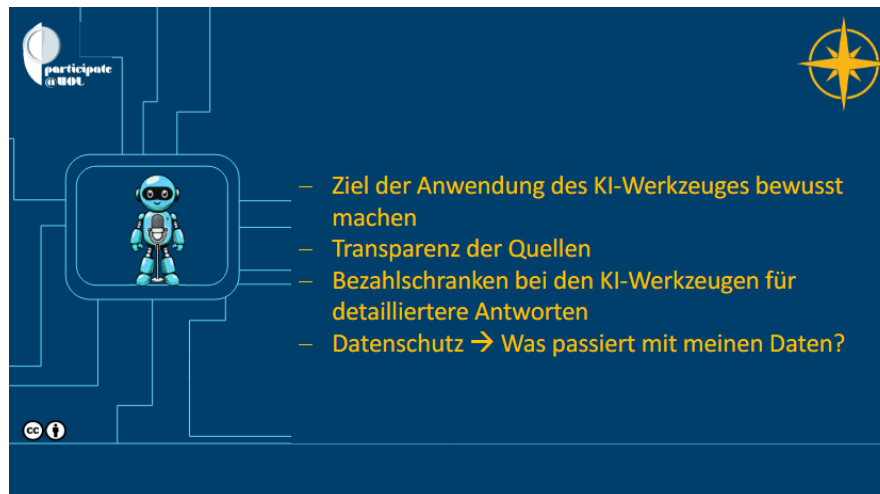 participate
@UOL
– Ziel der Anwendung des KI-Werkzeuges bewusst
machen
– Transparenz der Quellen
– Bezahlschranken bei den KI-Werkzeugen für
detailliertere Antworten
– Datenschutz → Was passiert mit meinen Daten?
cc